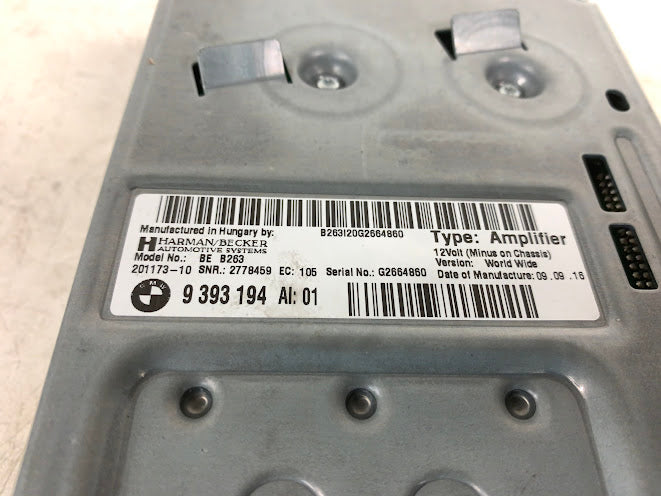 Manufactured in Hungary by:
B263I20G2664860
HARMAN/BECKER
AUTOMOTIVE SYSTEMS
Type: Amplifier
Model No.: BE B263
12Volt (Minus on Chassis)
Version: World Wide
201173-10 SNR.: 2778459 EC: 105 Serial No.: G2664860 Date of Manufacture: 09.09.16
BMW 9 393 194 AI: 01